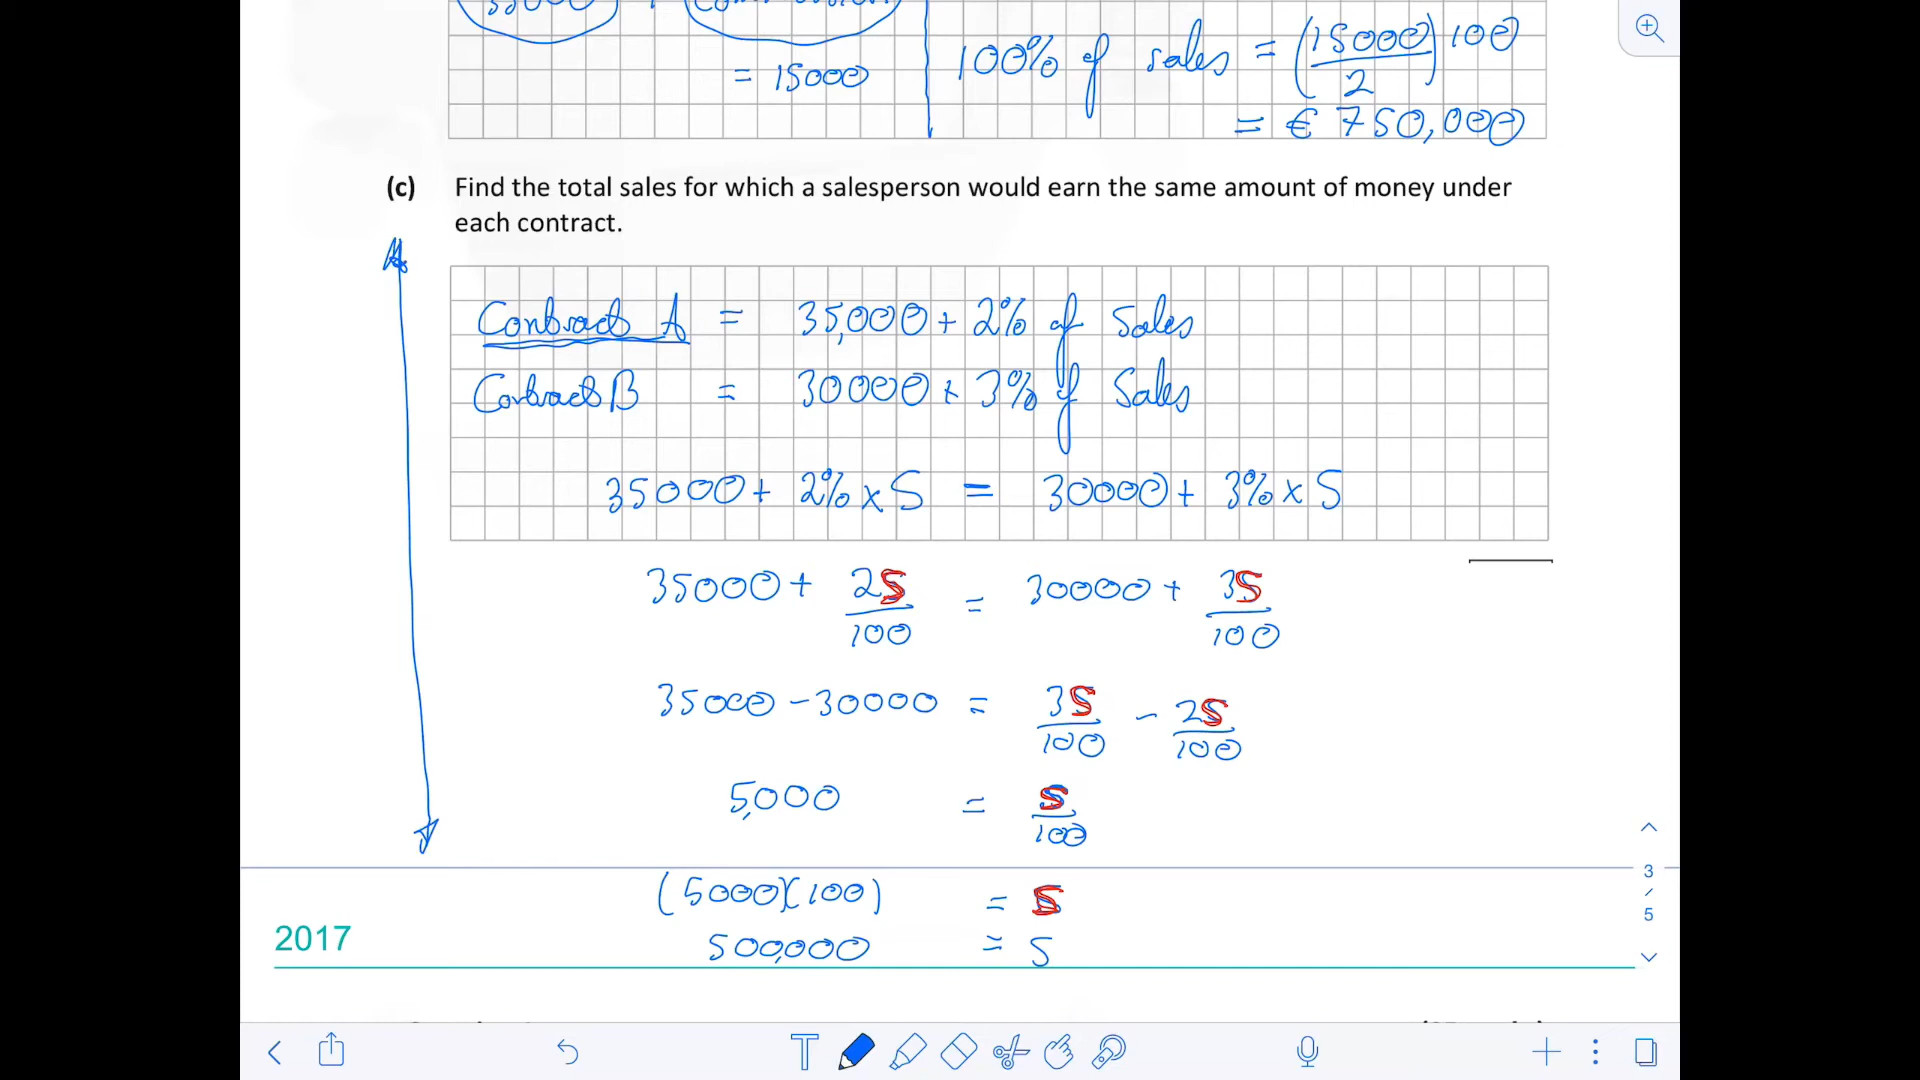 = 15000
100% of sales = (15000/2) 100
= € 750,000
(c) Find the total sales for which a salesperson would earn the same amount of money under
each contract.
Contract A = 35,000 + 2% of Sales
Contract B = 30000 + 3% of Sales
35000 + 2% x S = 30000 + 3% x S
35000 + 2S/100 = 30000 + 3S/100
35000 - 30000 = 3S/100 - 2S/100
5,000 = S/100
(5000)(100) = S
500,000 = S
2017
3
/
5
T